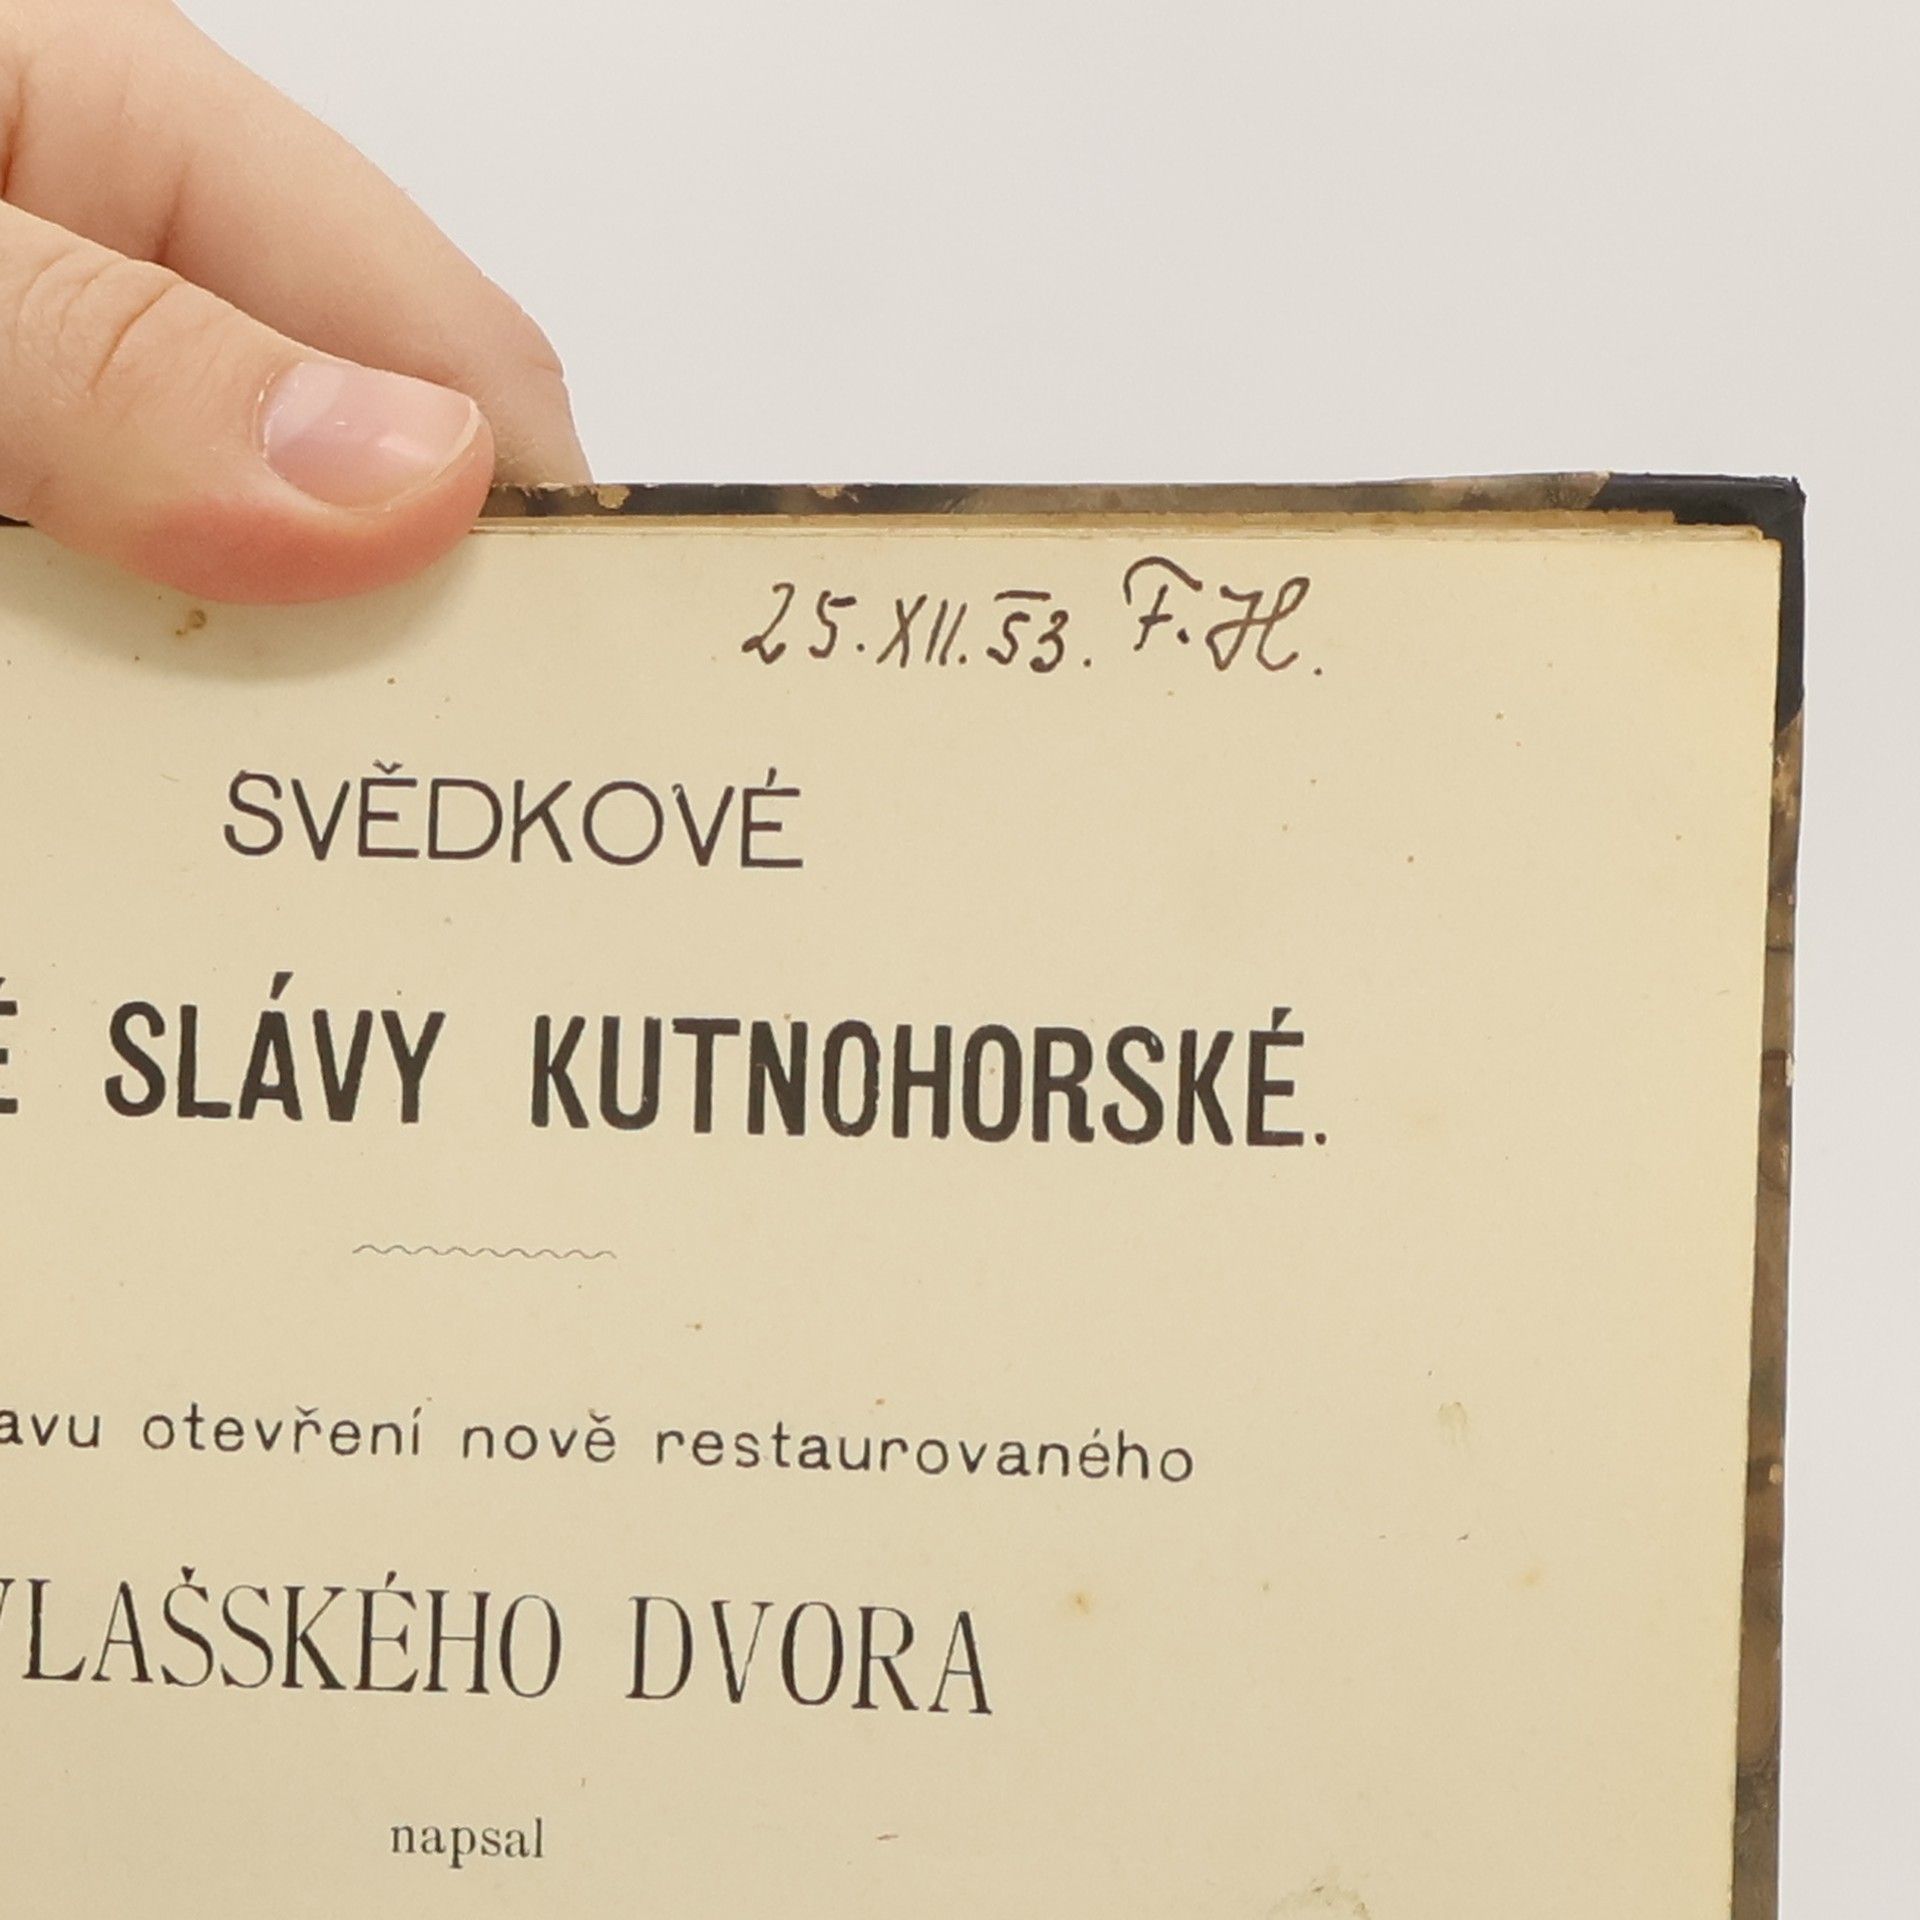 25.XII.53. F.H.
SVĚDKOVÉ
SLÁVY KUTNOHORSKÉ.
otevření nově restaurovaného
VLAŠSKÉHO DVORA
napsal